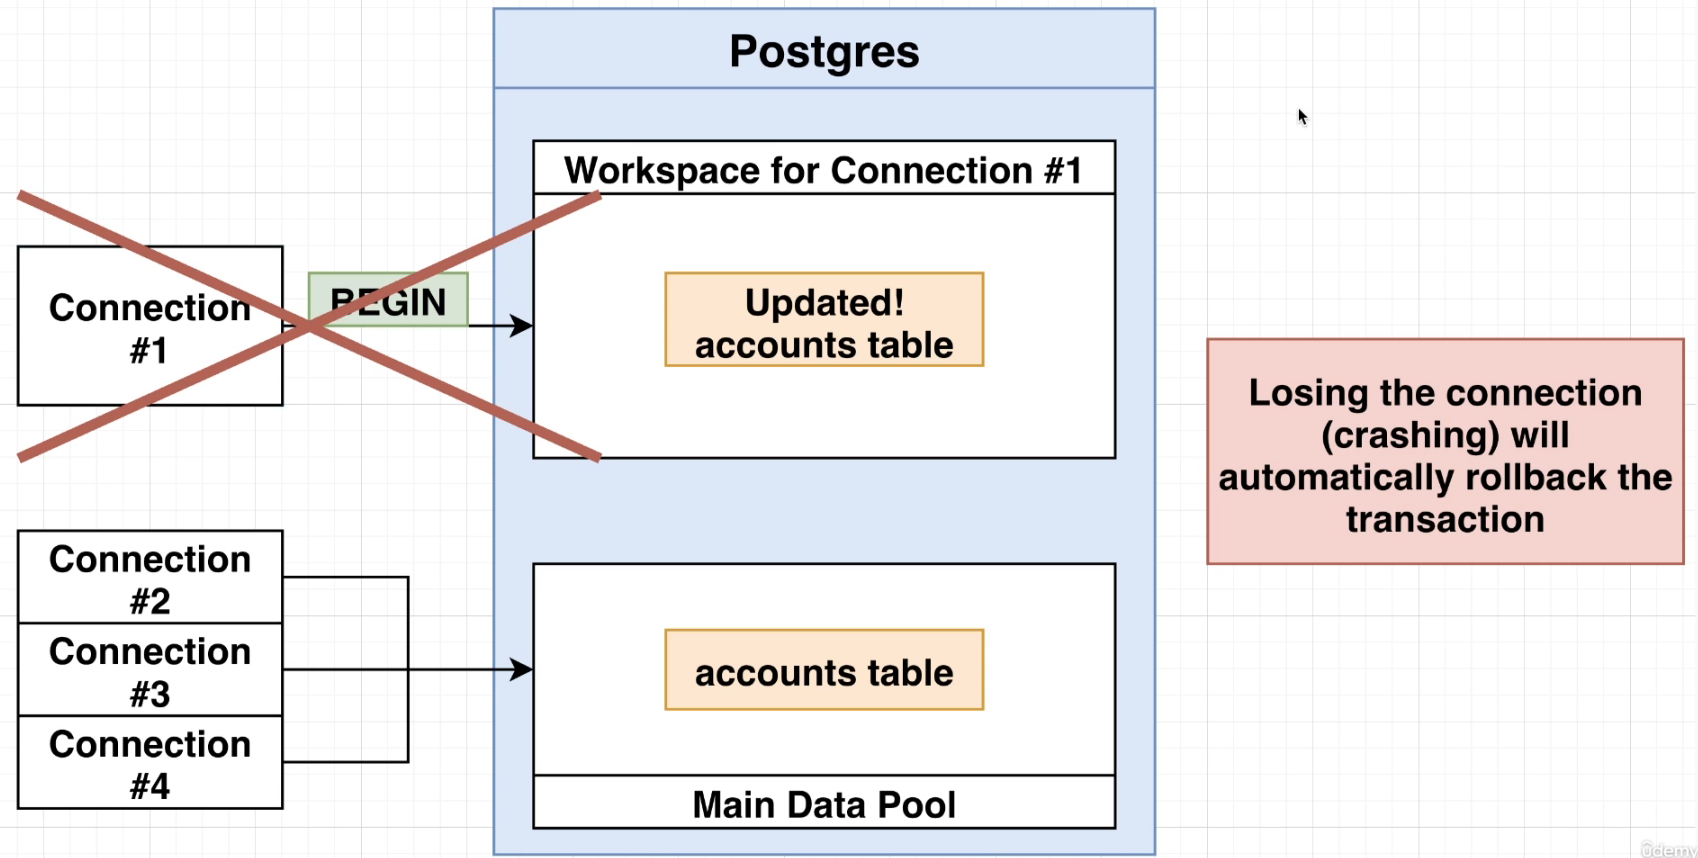 Postgres
Workspace for Connection #1
Connection
#1
BEGIN
Updated!
accounts table
Losing the connection
(crashing) will
automatically rollback the
transaction
Connection
#2
Connection
#3
Connection
#4
accounts table
Main Data Pool
ûdemy